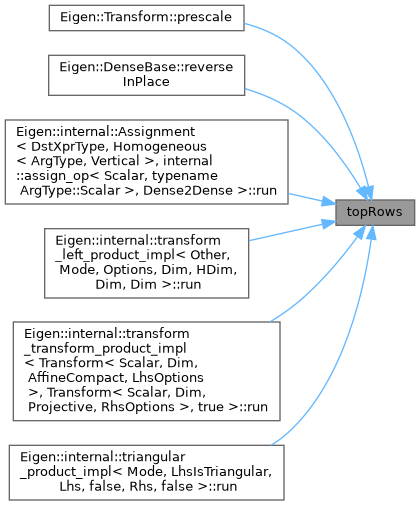 Eigen::Transform::prescale
Eigen::DenseBase::reverse
InPlace
Eigen::internal::Assignment
< DstXprType, Homogeneous
< ArgType, Vertical >, internal
::assign_op< Scalar, typename
ArgType::Scalar >, Dense2Dense >::run
topRows
Eigen::internal::transform
_left_product_impl< Other,
Mode, Options, Dim, HDim,
Dim, Dim >::run
Eigen::internal::transform
_transform_product_impl
< Transform< Scalar, Dim,
AffineCompact, LhsOptions
>, Transform< Scalar, Dim,
Projective, RhsOptions >, true >::run
Eigen::internal::triangular
_product_impl< Mode, LhsIsTriangular,
Lhs, false, Rhs, false >::run